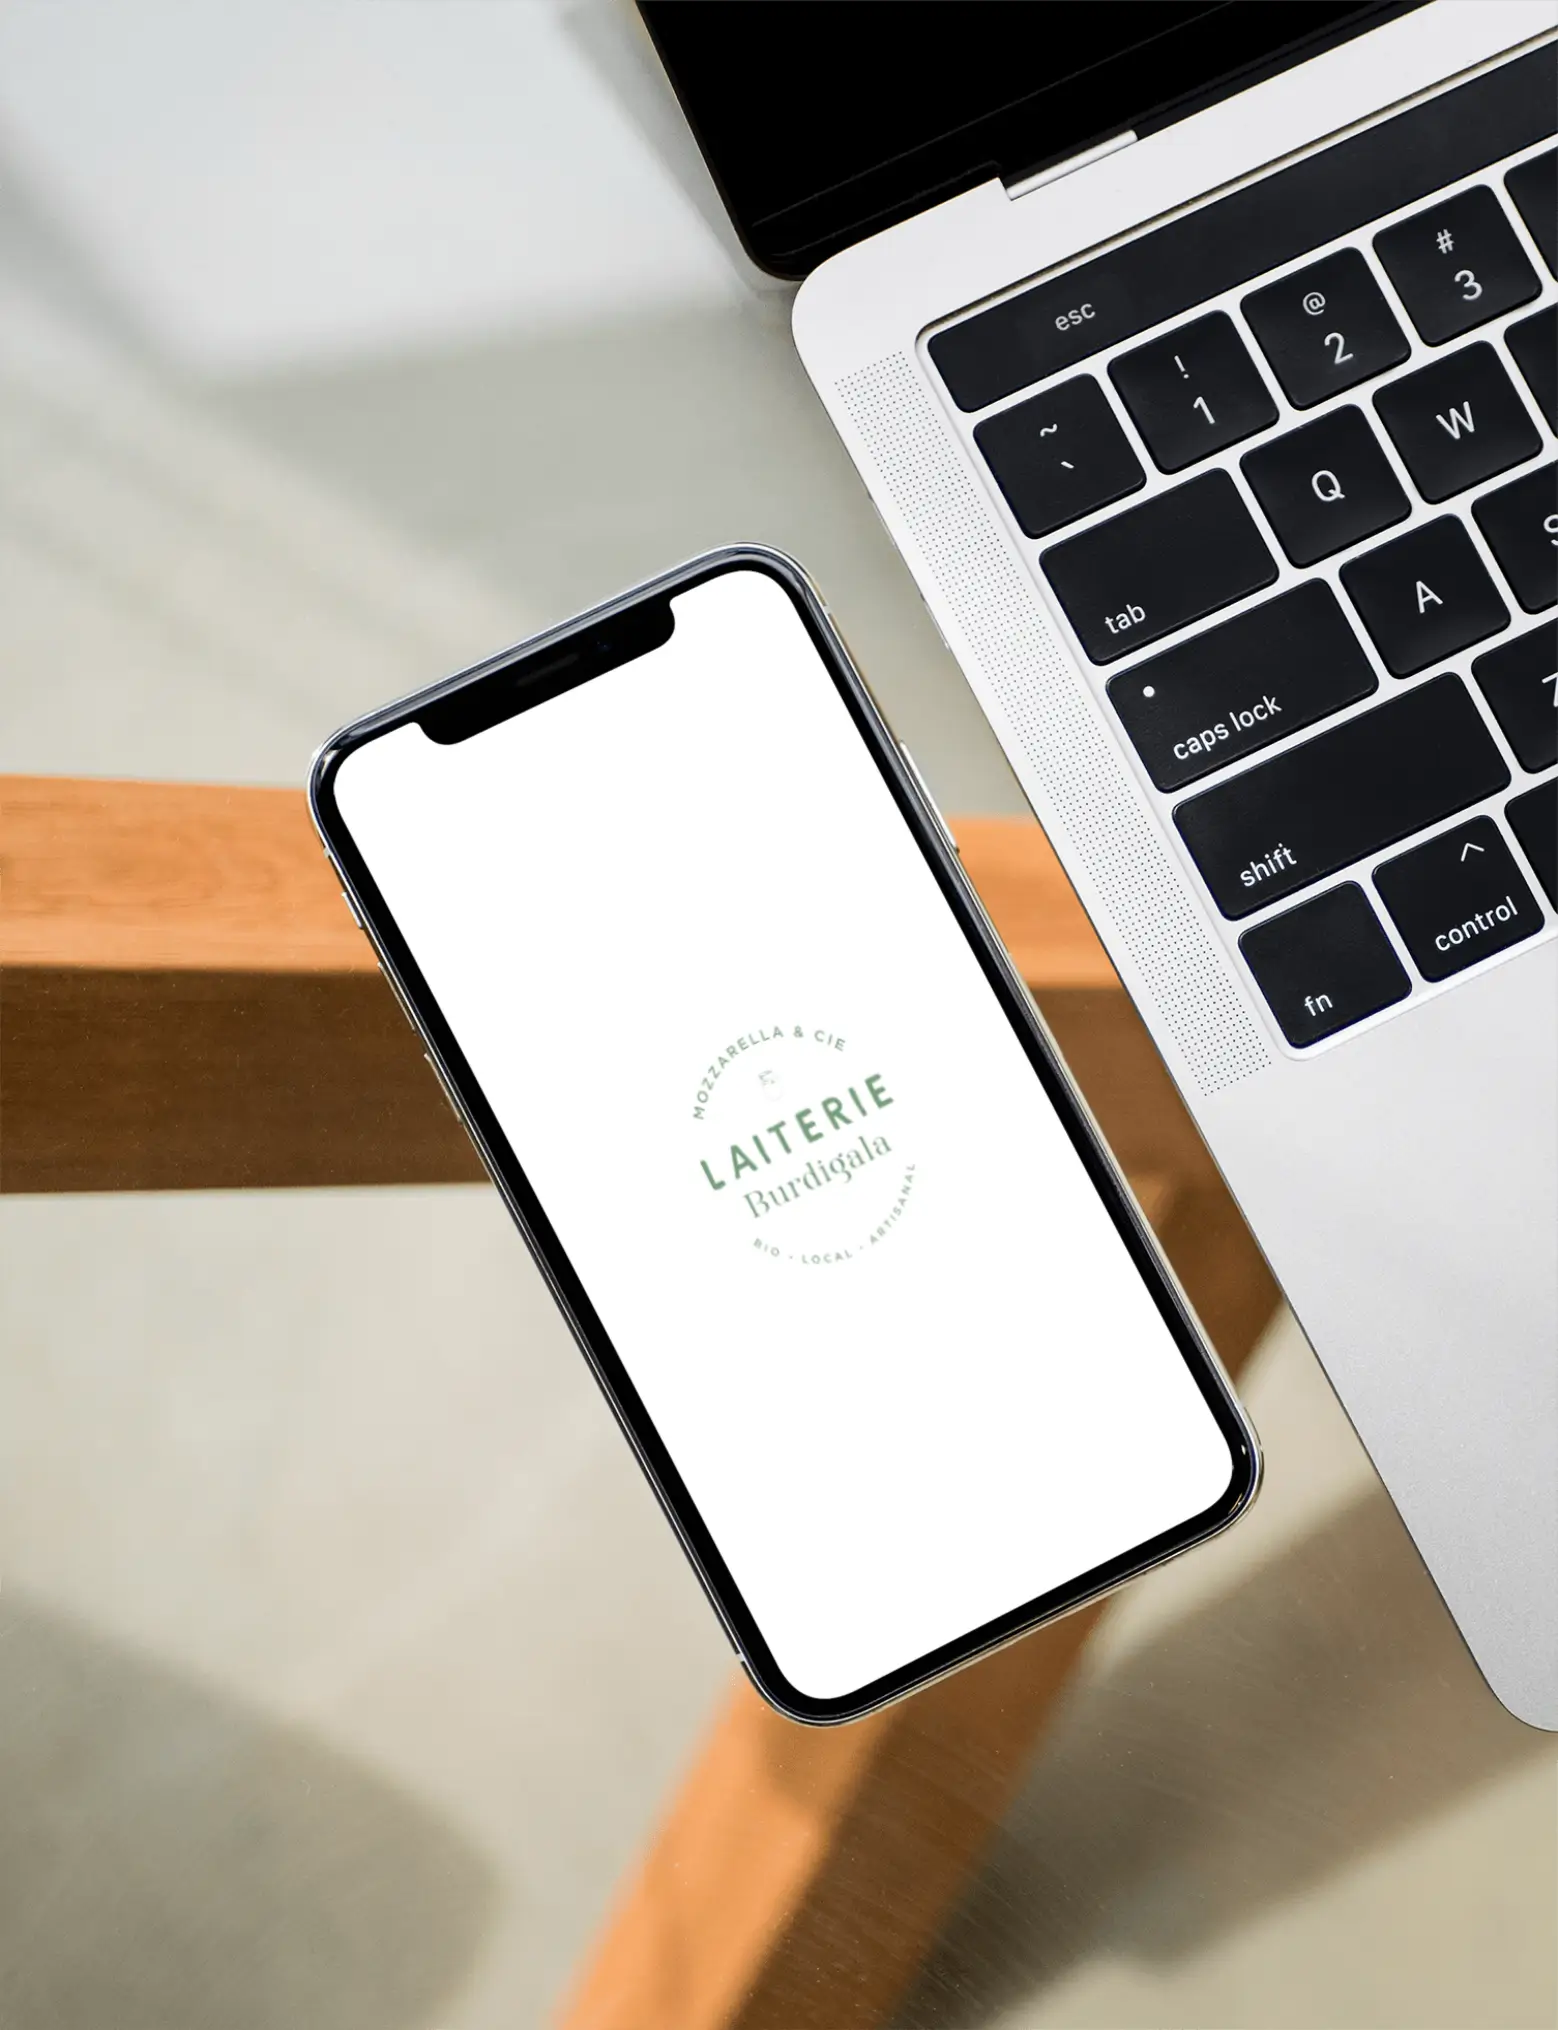 esc
~
`
!
1
@
2
#
3
tab
Q
W
caps lock
A
S
shift
Z
fn
^
control
MOZZARELLA & CIE
LAITERIE
Burdigala
BIO · LOCAL · ARTISANAL